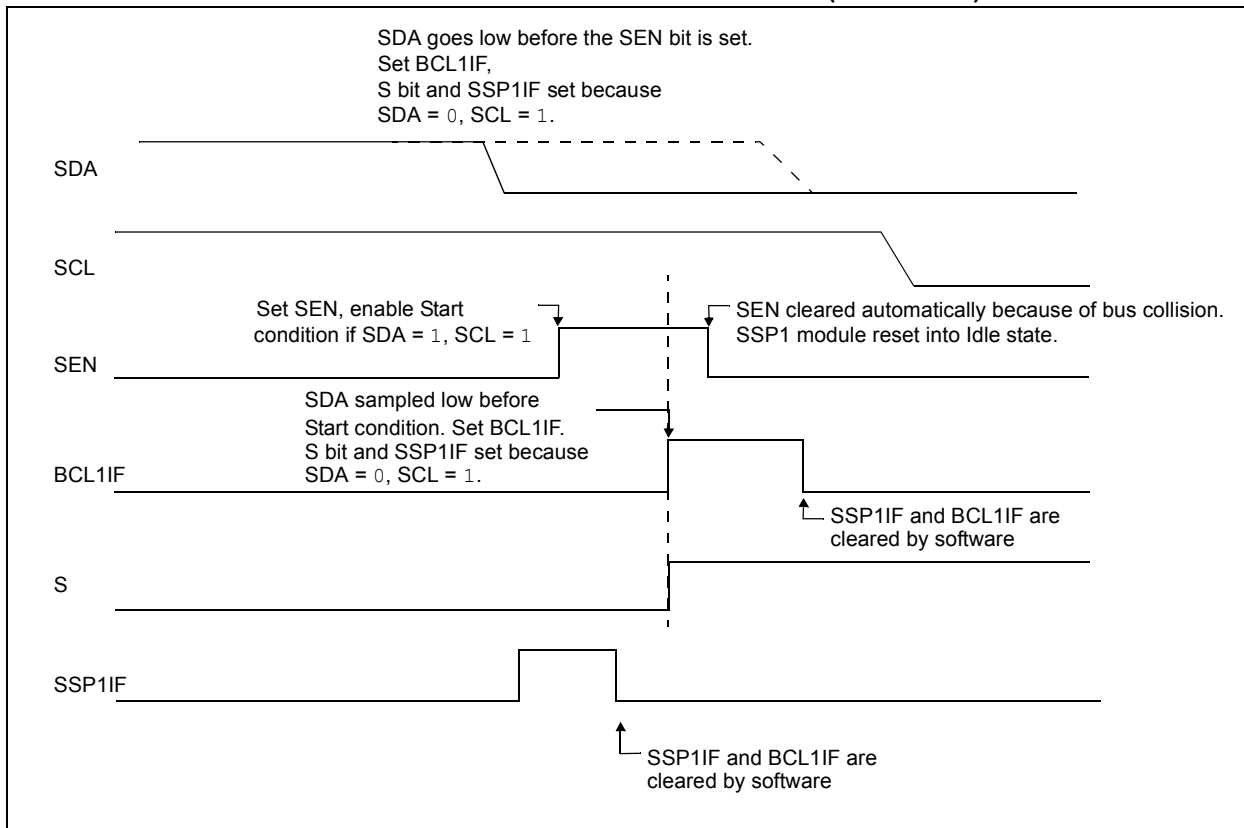 SDA goes low before the SEN bit is set.
Set BCL1IF,
S bit and SSP1IF set because
SDA = 0, SCL = 1.
SDA
SCL
Set SEN, enable Start
condition if SDA = 1, SCL = 1
SEN cleared automatically because of bus collision.
SSP1 module reset into Idle state.
SEN
SDA sampled low before
Start condition. Set BCL1IF.
S bit and SSP1IF set because
SDA = 0, SCL = 1.
BCL1IF
SSP1IF and BCL1IF are
cleared by software
S
SSP1IF
SSP1IF and BCL1IF are
cleared by software